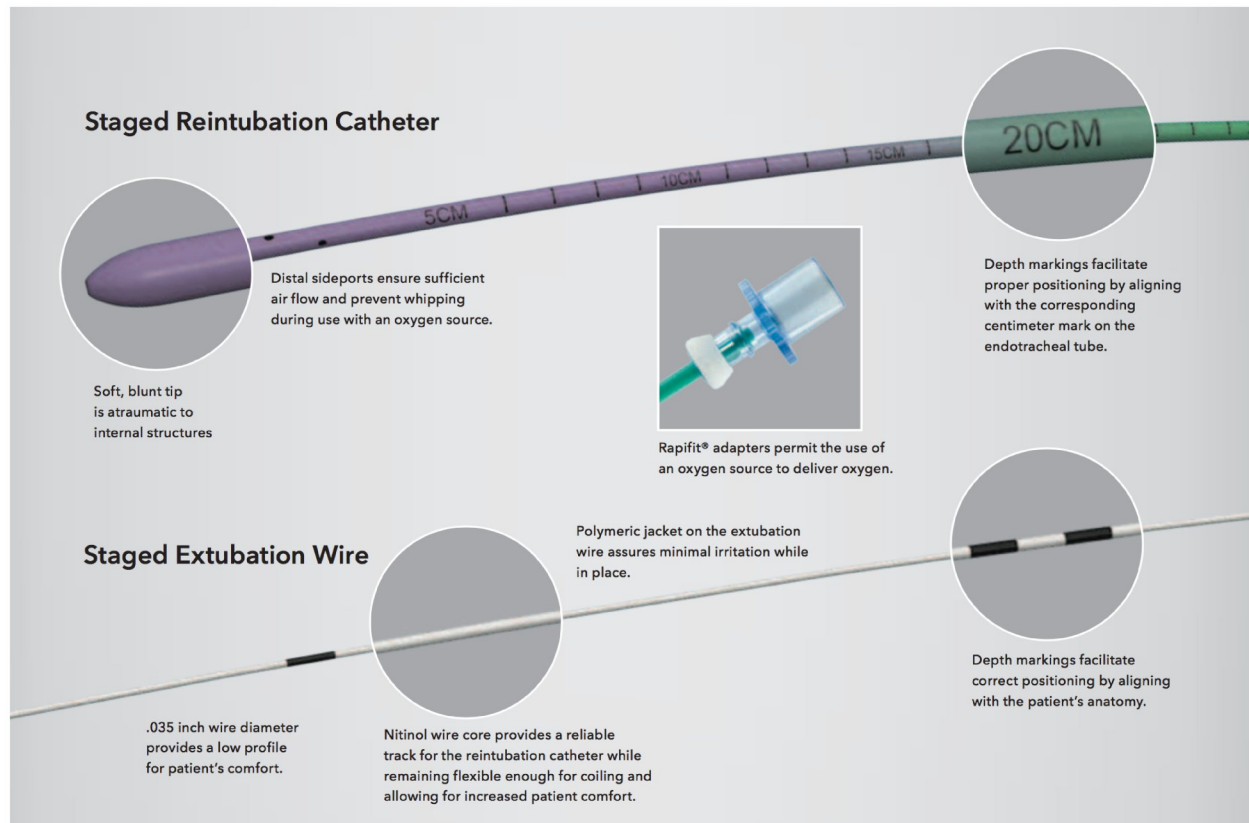 Staged Reintubation Catheter
5CM
10CM
15CM
20CM
Distal sideports ensure sufficient
air flow and prevent whipping
during use with an oxygen source.
Soft, blunt tip
is atraumatic to
internal structures
Depth markings facilitate
proper positioning by aligning
with the corresponding
centimeter mark on the
endotracheal tube.
Rapifit® adapters permit the use of
an oxygen source to deliver oxygen.
Staged Extubation Wire
Polymeric jacket on the extubation
wire assures minimal irritation while
in place.
.035 inch wire diameter
provides a low profile
for patient's comfort.
Nitinol wire core provides a reliable
track for the reintubation catheter while
remaining flexible enough for coiling and
allowing for increased patient comfort.
Depth markings facilitate
correct positioning by aligning
with the patient's anatomy.